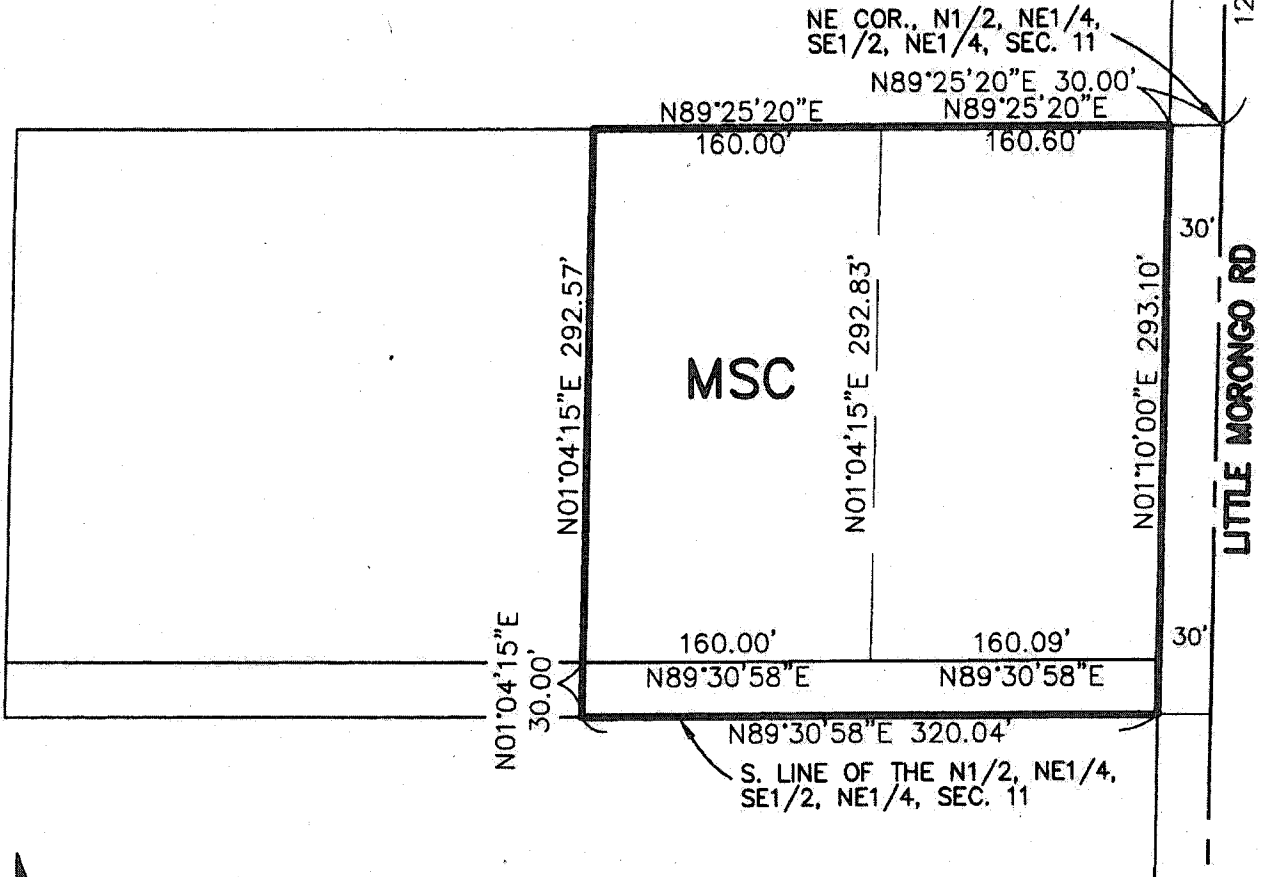 12
NE COR., N1/2, NE1/4,
SE1/2, NE1/4, SEC. 11
N89°25'20"E 30.00'
N89°25'20"E
N89°25'20"E
160.00'
160.60'
30'
N01°04'15"E 292.57'
N01°04'15"E 292.83'
N01°10'00"E 293.10'
LITTLE MORONGO RD
MSC
N01°04'15"E
30.00'
160.00'
160.09'
30'
N89°30'58"E
N89°30'58"E
N89°30'58"E 320.04'
S. LINE OF THE N1/2, NE1/4,
SE1/2, NE1/4, SEC. 11